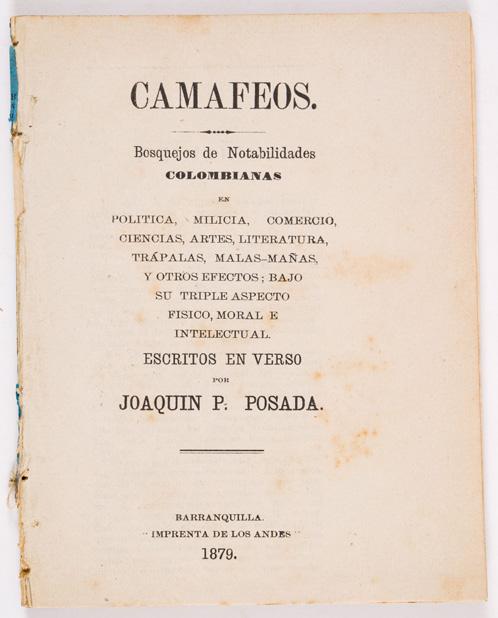 CAMAFEOS.
Bosquejos de Notabilidades
COLOMBIANAS
EN
POLITICA, MILICIA, COMERCIO,
CIENCIAS, ARTES, LITERATURA,
TRÁPALAS, MALAS-MAÑAS,
Y OTROS EFECTOS; BAJO
SU TRIPLE ASPECTO
FISICO, MORAL E
INTELECTUAL.
ESCRITOS EN VERSO
POR
JOAQUIN P. POSADA.
BARRANQUILLA.
"IMPRENTA DE LOS ANDES"
1879.